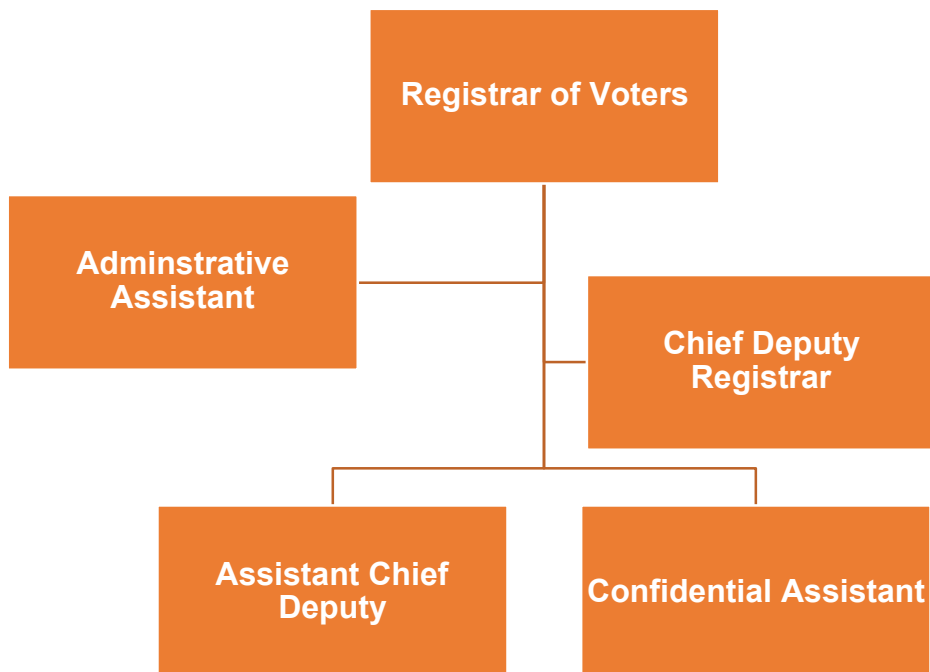 Registrar of Voters
Adminstrative
Assistant
Chief Deputy
Registrar
Assistant Chief
Deputy
Confidential Assistant